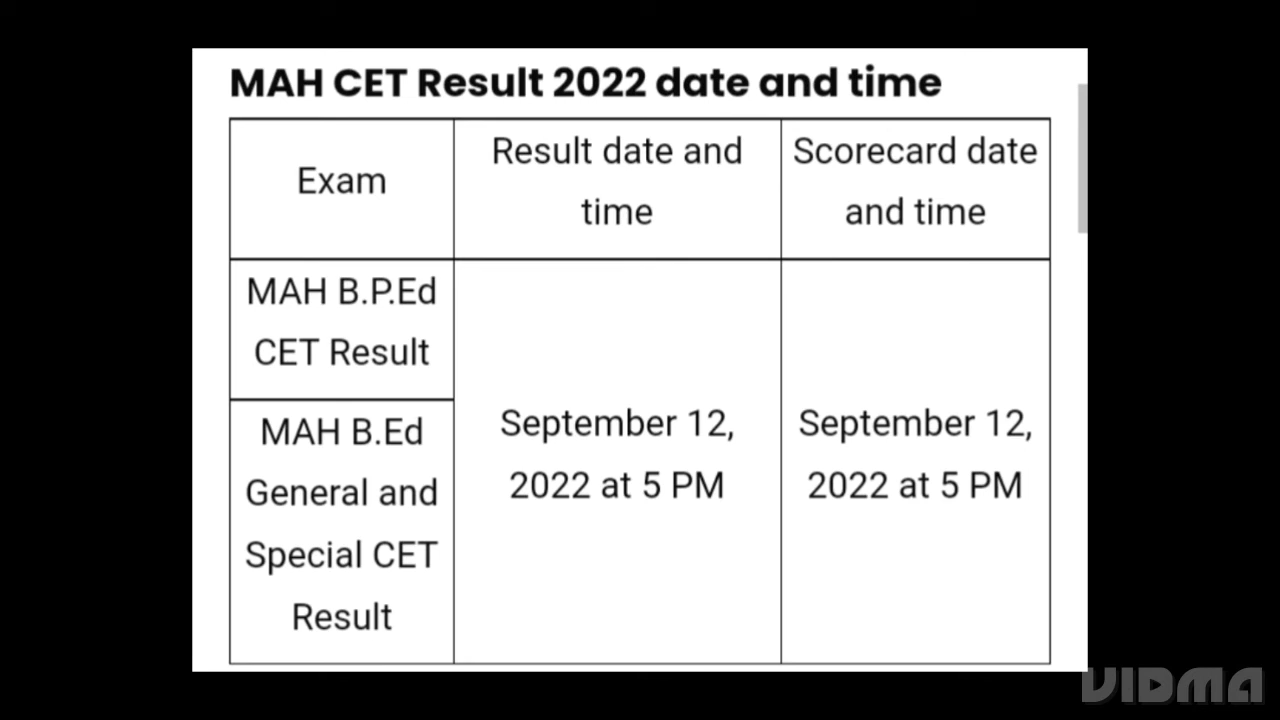 MAH CET Result 2022 date and time
Exam
Result date and
time
Scorecard date
and time
MAH B.P.Ed
CET Result
MAH B.Ed
General and
Special CET
Result
September 12,
2022 at 5 PM
September 12,
2022 at 5 PM
VIDMA